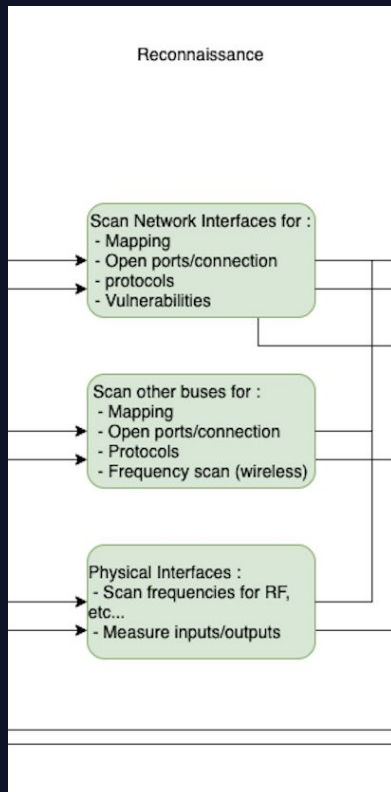 Reconnaissance
Scan Network Interfaces for :
- Mapping
- Open ports/connection
- protocols
- Vulnerabilities
Scan other buses for :
- Mapping
- Open ports/connection
- Protocols
- Frequency scan (wireless)
Physical Interfaces :
- Scan frequencies for RF,
etc...
- Measure inputs/outputs